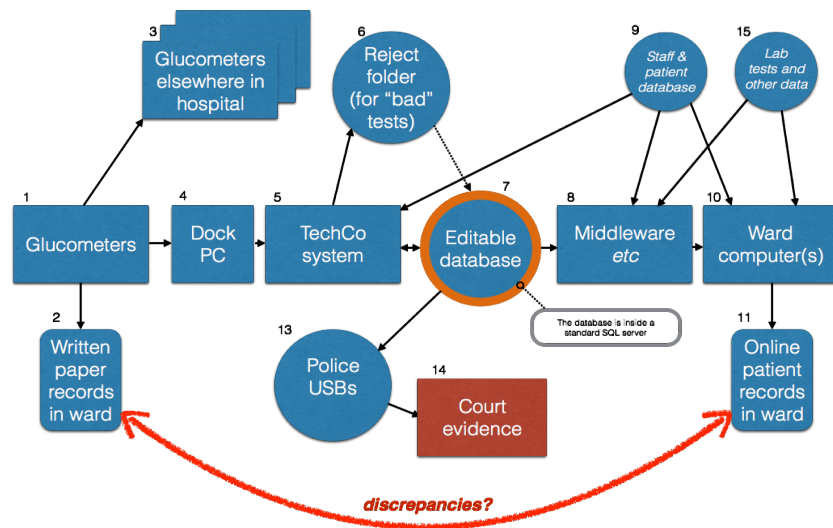 3
Glucometers
elsewhere in
hospital
6
Reject
folder
(for “bad”
tests)
9
Staff &
patient
database
15
Lab
tests and
other data
1
Glucometers
4
Dock
PC
5
TechCo
system
7
Editable
database
8
Middleware
etc
10
Ward
computer(s)
The database is inside a
standard SQL server
2
Written
paper
records
in ward
13
Police
USBs
14
Court
evidence
11
Online
patient
records
in ward
discrepancies?